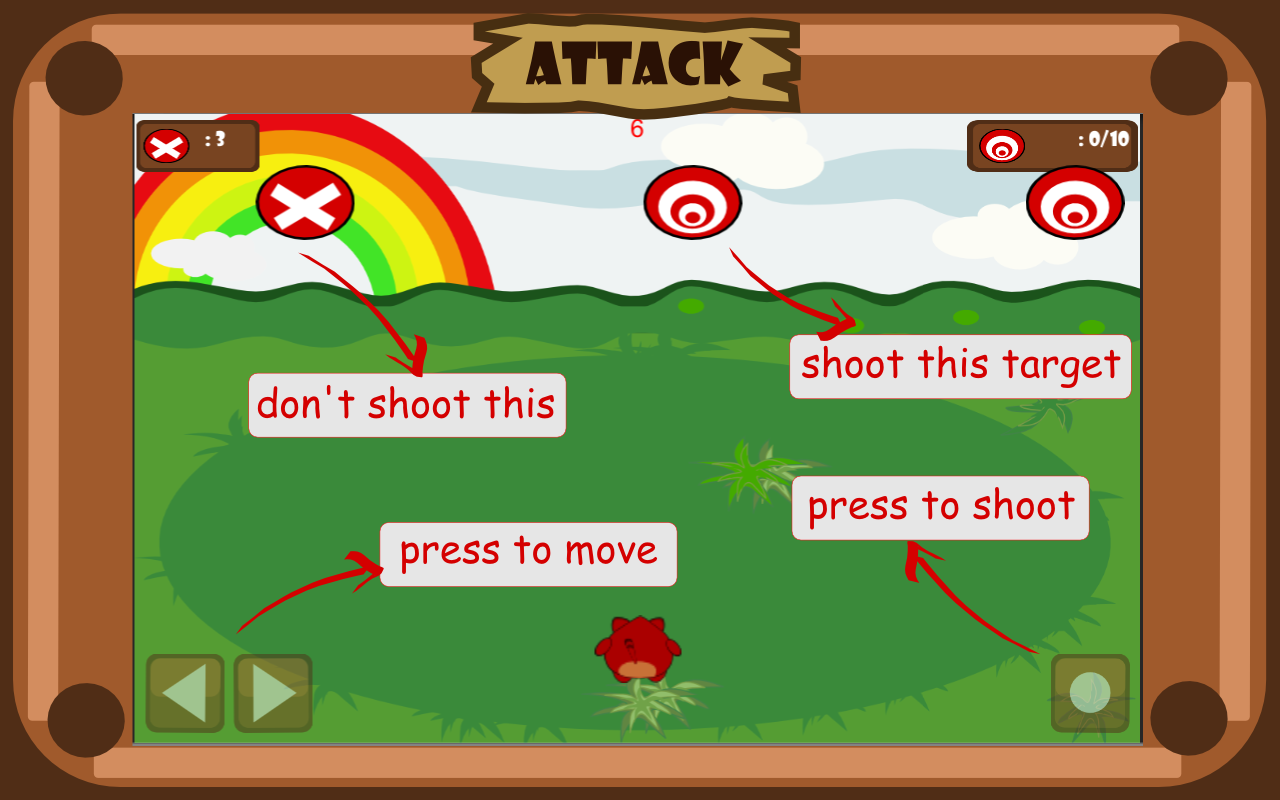 ATTACK
: 3
6
: 0/10
shoot this target
don't shoot this
press to shoot
press to move